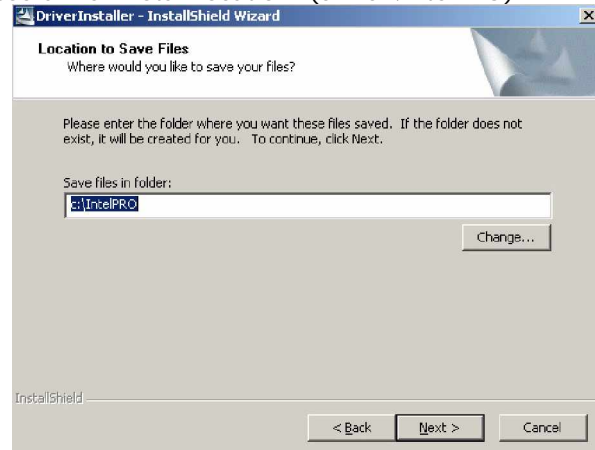 DriverInstaller - InstallShield Wizard
Location to Save Files
Where would you like to save your files?
Please enter the folder where you want these files saved.  If the folder does not
exist, it will be created for you.   To continue, click Next.
Save files in folder:
c:\IntelPRO
Change...
InstallShield
< Back
Next >
Cancel